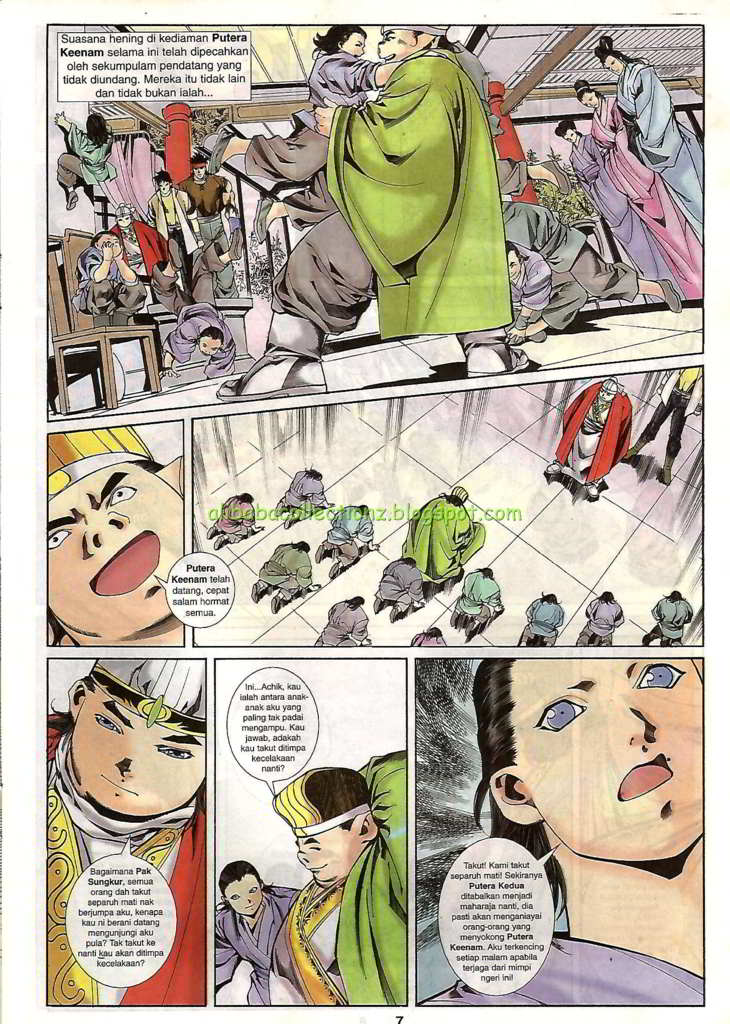 Suasana hening di kediaman Putera
Keenam selama ini telah dipecahkan
oleh sekumpulam pendatang yang
tidak diundang. Mereka itu tidak lain
dan tidak bukan ialah...
Putera
Keenam telah
datang, cepat
salam hormat
semua.
alibabacollectionz.blogspot.com
Bagaimana Pak
Sungkur, semua
orang dah takut
separuh mati nak
berjumpa aku, kenapa
kau ni berani datang
mengunjungi aku
pula? Tak takut ke
nanti kau akan ditimpa
kecelakaan?
Ini...Achik, kau
ialah antara anak-
anak aku yang
paling tak padai
mengampu. Kau
jawab, adakah
kau takut ditimpa
kecelakaan
nanti?
Takut! Kami takut
separuh mati! Sekiranya
Putera Kedua
ditabalkan menjadi
maharaja nanti, dia
pasti akan menganiayai
orang-orang yang
menyokong Putera
Keenam. Aku terkencing
setiap malam apabila
terjaga dari mimpi
ngeri ini!
7